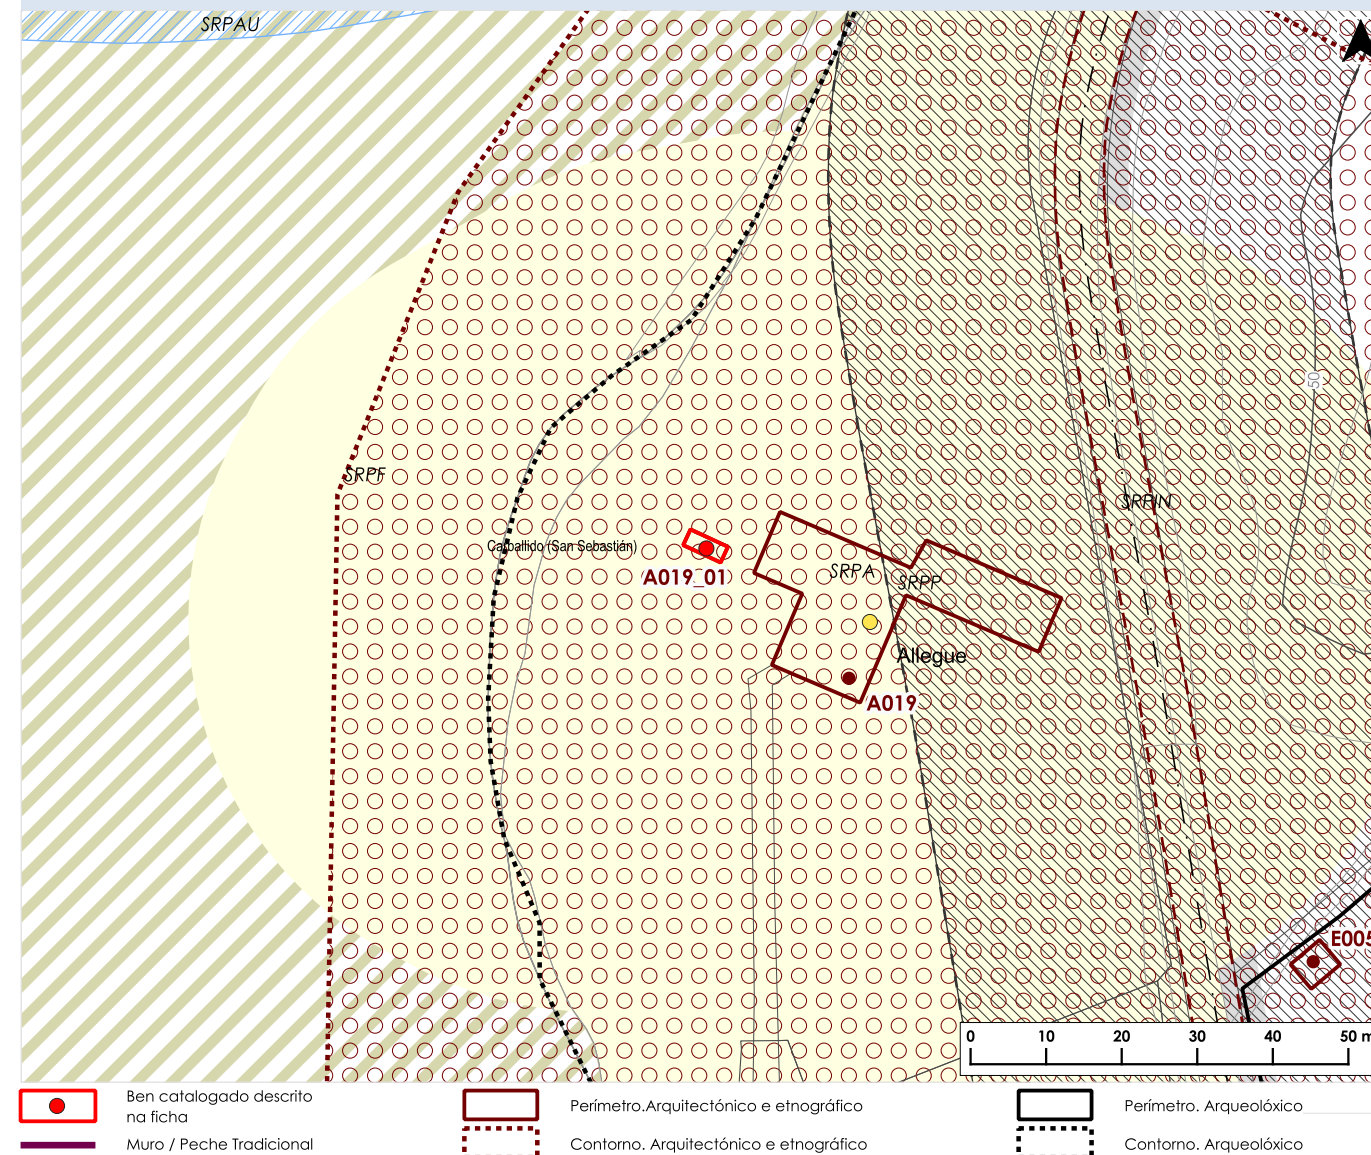 SRPAU
50
SRPF
SRPIN
Carballido (San Sebastián)
A019_01
SRPA
SRPP
Allegue
A019
E005
0 10 20 30 40 50 m
Ben catalogado descrito
na ficha
Perímetro.Arquitectónico e etnográfico
Perímetro. Arqueolóxico
Muro / Peche Tradicional
Contorno. Arquitectónico e etnográfico
Contorno. Arqueolóxico